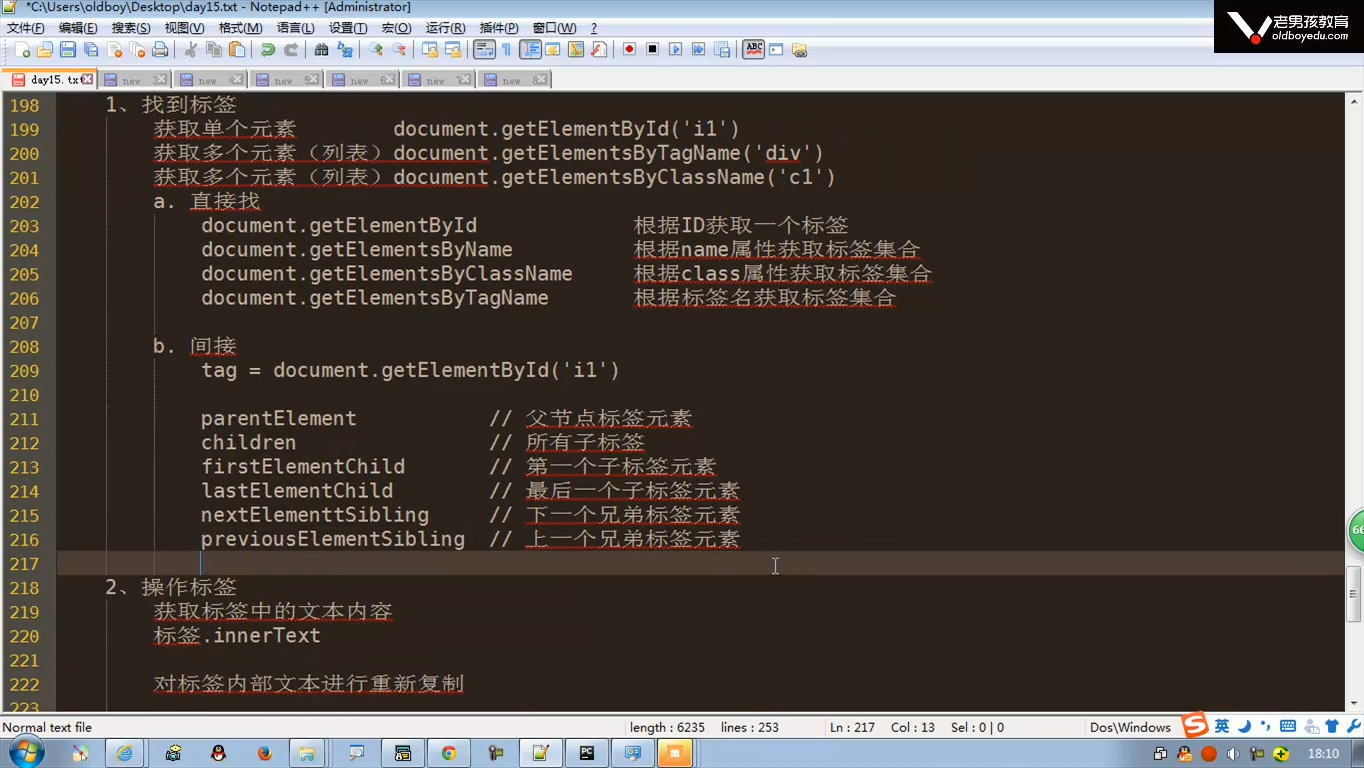 *C:\Users\oldboy\Desktop\day15.txt - Notepad++ [Administrator]
老男孩教育
oldboyedu.com
文件(F) 编辑(E) 搜索(S) 视图(V) 格式(M) 语言(L) 设置(T) 宏(O) 运行(R) 插件(P) 窗口(W) ?
day15.txt new new new new new new
198 1、找到标签
199 获取单个元素 document.getElementById('i1')
200 获取多个元素（列表）document.getElementsByTagName('div')
201 获取多个元素（列表）document.getElementsByClassName('c1')
202 a. 直接找
203 document.getElementById 根据ID获取一个标签
204 document.getElementsByName 根据name属性获取标签集合
205 document.getElementsByClassName 根据class属性获取标签集合
206 document.getElementsByTagName 根据标签名获取标签集合
207
208 b. 间接
209 tag = document.getElementById('i1')
210
211 parentElement // 父节点标签元素
212 children // 所有子标签
213 firstElementChild // 第一个子标签元素
214 lastElementChild // 最后一个子标签元素
215 nextElementtSibling // 下一个兄弟标签元素
216 previousElementSibling // 上一个兄弟标签元素
217
218 2、操作标签
219 获取标签中的文本内容
220 标签.innerText
221
222 对标签内部文本进行重新复制
223
Normal text file length : 6235 lines : 253 Ln : 217 Col : 13 Sel : 0 | 0 Dos\Windows 英
18:10